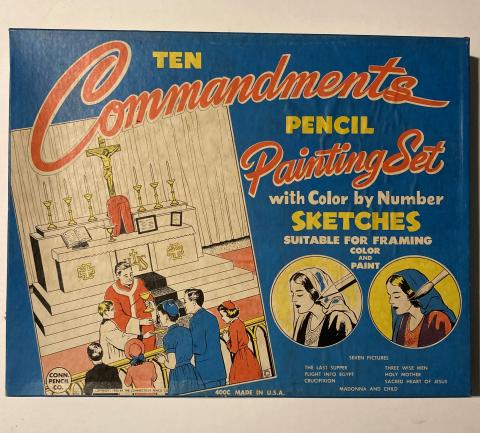 TEN
Commandments
PENCIL
Painting Set
with Color by Number
SKETCHES
SUITABLE FOR FRAMING
COLOR
AND
PAINT
SEVEN PICTURES
THE LAST SUPPER
FLIGHT INTO EGYPT
CRUCIFIXION
THREE WISE MEN
HOLY MOTHER
SACRED HEART OF JESUS
MADONNA AND CHILD
CONN.
PENCIL
CO.
400C MADE IN U.S.A.